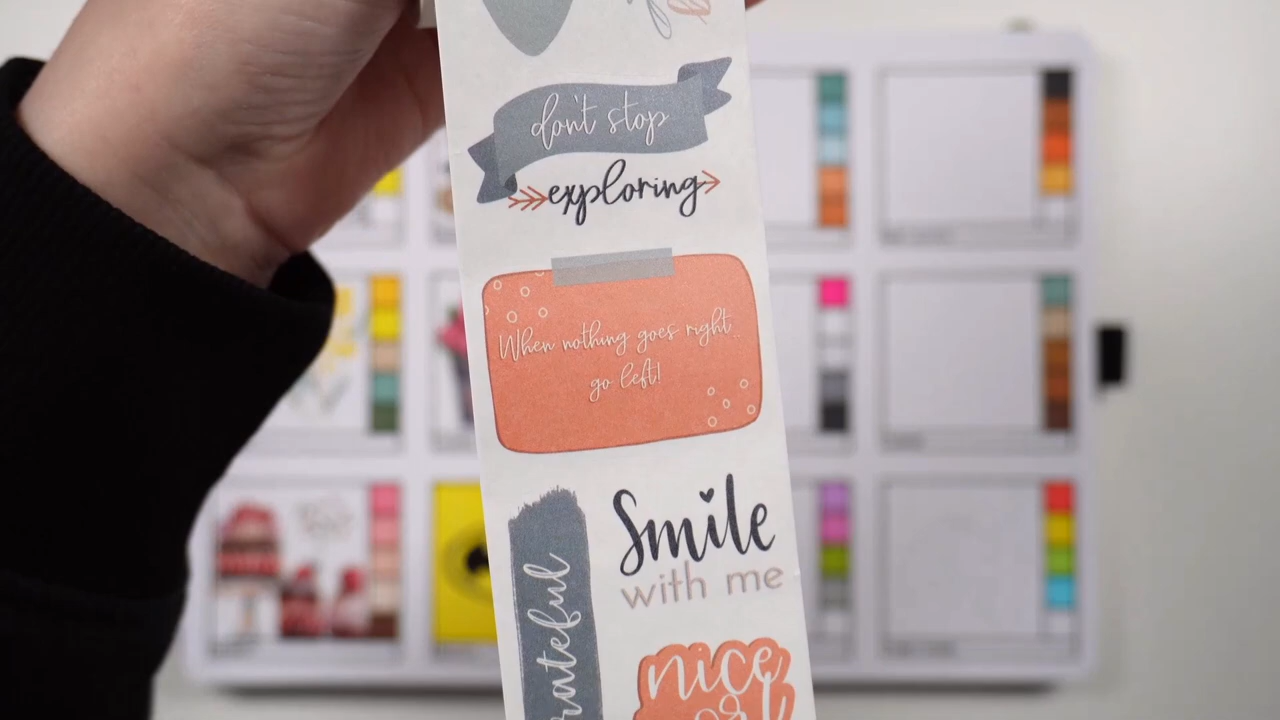 don't stop
exploring
When nothing goes right...
go left!
Smile
with me
nice